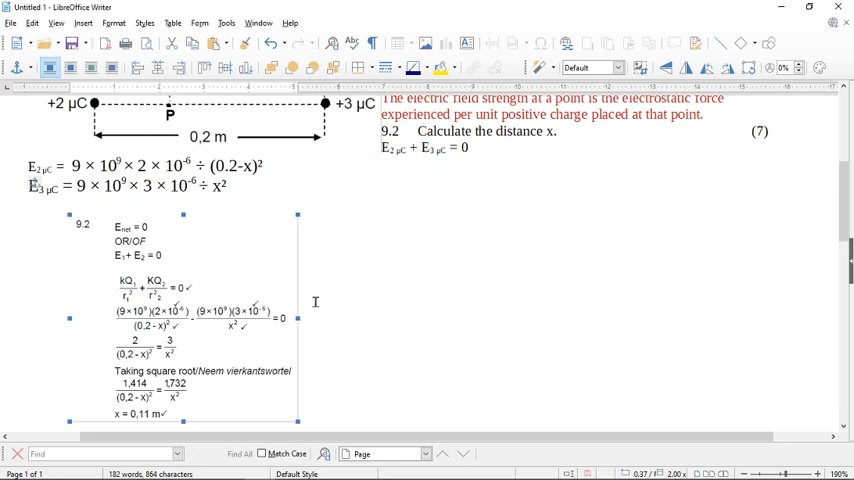 Untitled 1 - LibreOffice Writer
File Edit View Insert Format Styles Table Form Tools Window Help
Default 0%
+2 µC +3 µC
P
0,2 m
The electric field strength at a point is the electrostatic force
experienced per unit positive charge placed at that point.
9.2 Calculate the distance x. (7)
E2 µC + E3 µC = 0
E2 µC = 9 × 10⁹ × 2 × 10⁻⁶ ÷ (0.2-x)²
E3 µC = 9 × 10⁹ × 3 × 10⁻⁶ ÷ x²
9.2 Enet = 0
OR/OF
E1+ E2 = 0
kQ1/r1² + KQ2/r²2 = 0 ✓
(9×10⁹)(2×10⁻⁶)✓/(0,2 - x)² ✓ - (9×10⁹)(3×10⁻⁶)✓/x² ✓ = 0
2/(0,2 - x)² = 3/x²
Taking square root/Neem vierkantswortel
1,414/(0,2 - x)² = 1,732/x²
x = 0,11 m✓
Find Find All Match Case Page
Page 1 of 1 182 words, 864 characters Default Style 0.37 / 2.00 x 190%